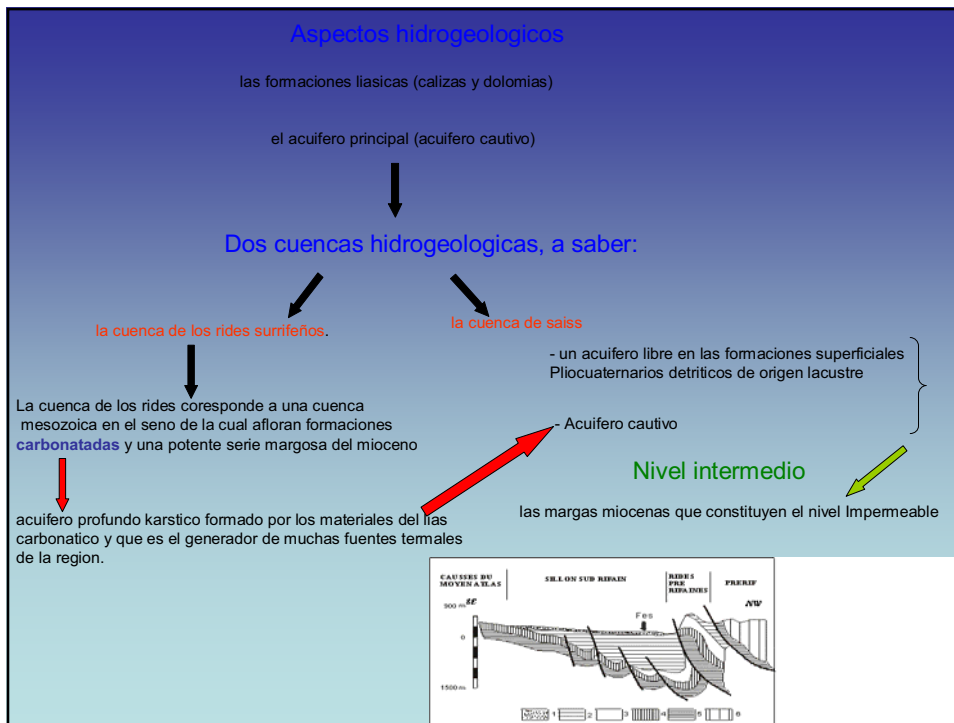 Aspectos hidrogeologicos
las formaciones liasicas (calizas y dolomias)
el acuifero principal (acuifero cautivo)
Dos cuencas hidrogeologicas, a saber:
la cuenca de los rides surrifeños.
la cuenca de saiss
- un acuifero libre en las formaciones superficiales
Pliocuaternarios detriticos de origen lacustre
- Acuifero cautivo
La cuenca de los rides coresponde a una cuenca
mesozoica en el seno de la cual afloran formaciones
carbonatadas y una potente serie margosa del mioceno
Nivel intermedio
las margas miocenas que constituyen el nivel Impermeable
acuifero profundo karstico formado por los materiales del lias
carbonatico y que es el generador de muchas fuentes termales
de la region.
CAUSSES DU
MOYEN ATLAS
SILLON SUD RIFAIN
RIDES
PRE
RIFAINES
PRERIF
SE
NW
Fes
0
1500 m
1 2 3 4 5 6